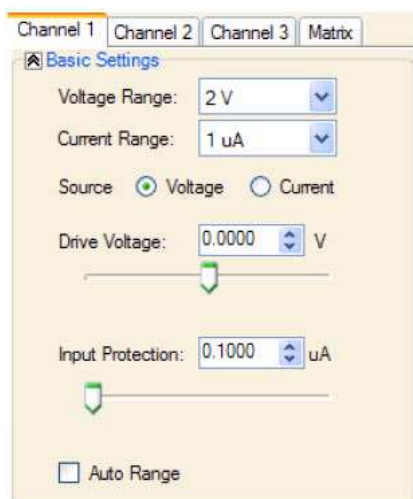 Channel 1 Channel 2 Channel 3 Matrix
Basic Settings
Voltage Range: 2 V
Current Range: 1 uA
Source Voltage Current
Drive Voltage: 0.0000 V
Input Protection: 0.1000 uA
Auto Range